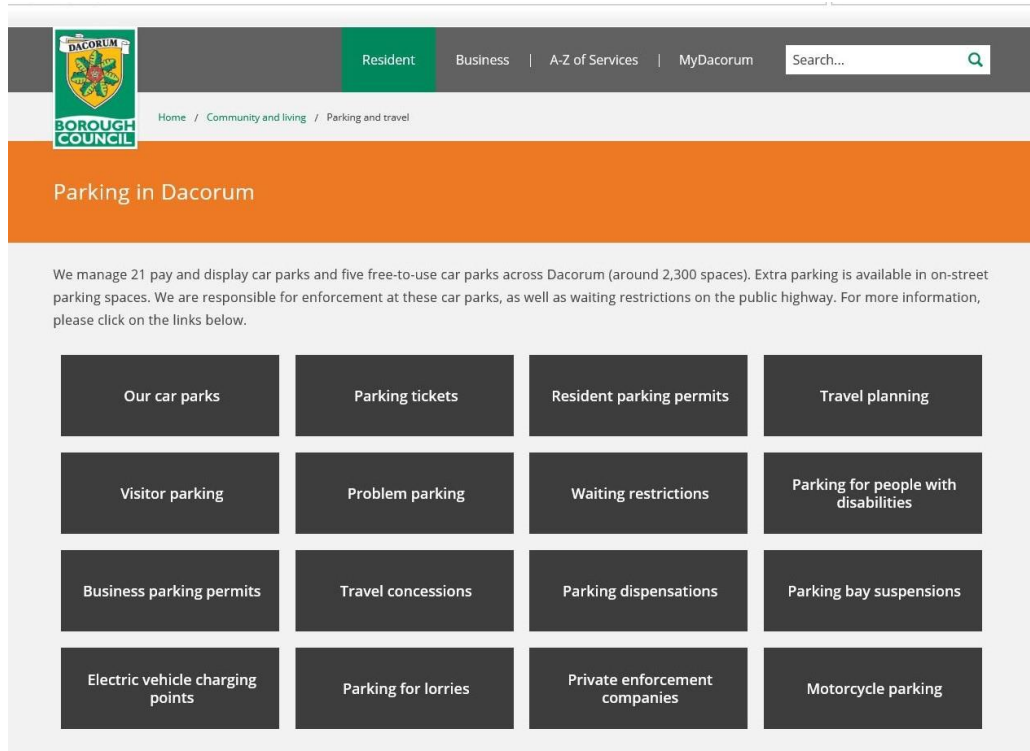 DACORUM
BOROUGH
COUNCIL
Resident Business | A-Z of Services | MyDacorum Search...
Home / Community and living / Parking and travel
Parking in Dacorum
We manage 21 pay and display car parks and five free-to-use car parks across Dacorum (around 2,300 spaces). Extra parking is available in on-street
parking spaces. We are responsible for enforcement at these car parks, as well as waiting restrictions on the public highway. For more information,
please click on the links below.
Our car parks
Parking tickets
Resident parking permits
Travel planning
Visitor parking
Problem parking
Waiting restrictions
Parking for people with
disabilities
Business parking permits
Travel concessions
Parking dispensations
Parking bay suspensions
Electric vehicle charging
points
Parking for lorries
Private enforcement
companies
Motorcycle parking